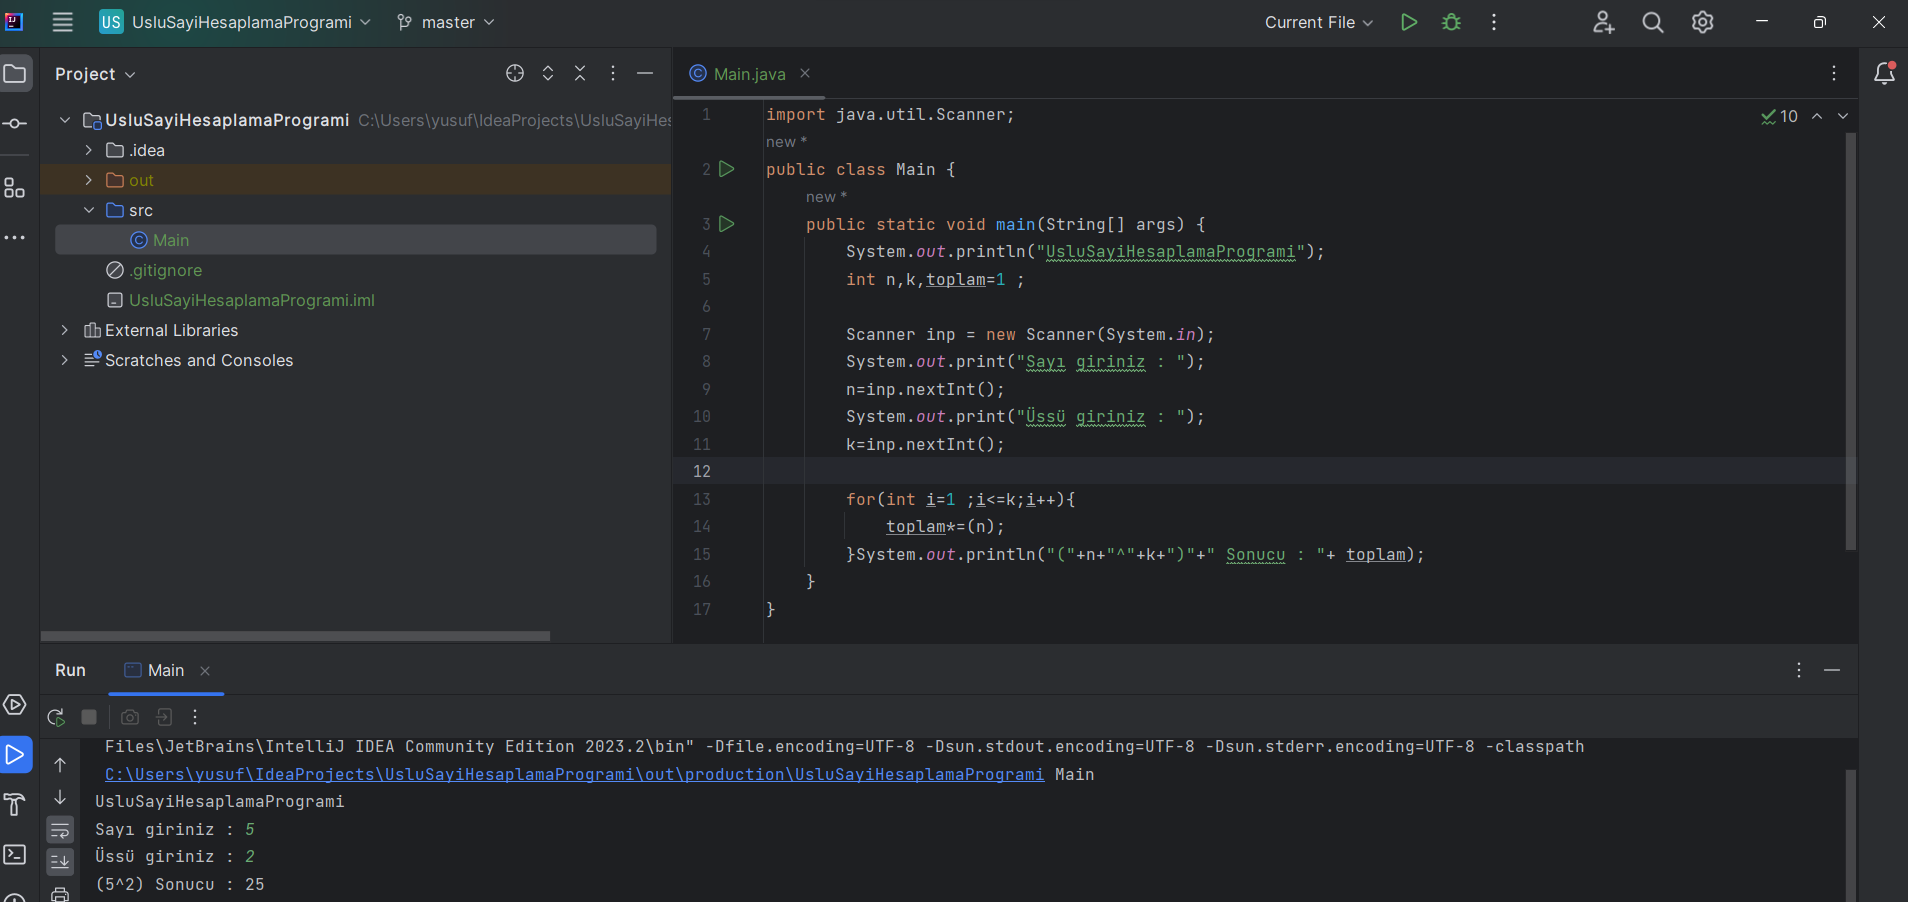 US UsluSayiHesaplamaProgrami master Current File
Project
UsluSayiHesaplamaProgrami C:\Users\yusuf\IdeaProjects\UsluSayiHes
.idea
out
src
Main
.gitignore
UsluSayiHesaplamaProgrami.iml
External Libraries
Scratches and Consoles
Main.java
10
1 import java.util.Scanner;
new *
2 public class Main {
new *
3 public static void main(String[] args) {
4 System.out.println("UsluSayiHesaplamaProgrami");
5 int n,k,toplam=1 ;
6
7 Scanner inp = new Scanner(System.in);
8 System.out.print("Sayı giriniz : ");
9 n=inp.nextInt();
10 System.out.print("Üssü giriniz : ");
11 k=inp.nextInt();
12
13 for(int i=1 ;i<=k;i++){
14 toplam*=(n);
15 }System.out.println("("+n+"^"+k+")"+" Sonucu : "+ toplam);
16 }
17 }
Run Main
Files\JetBrains\IntelliJ IDEA Community Edition 2023.2\bin" -Dfile.encoding=UTF-8 -Dsun.stdout.encoding=UTF-8 -Dsun.stderr.encoding=UTF-8 -classpath
C:\Users\yusuf\IdeaProjects\UsluSayiHesaplamaProgrami\out\production\UsluSayiHesaplamaProgrami Main
UsluSayiHesaplamaProgrami
Sayı giriniz : 5
Üssü giriniz : 2
(5^2) Sonucu : 25